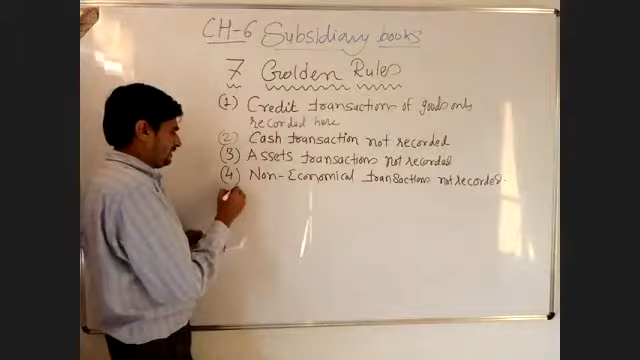 CH-6 Subsidiary books
7 Golden Rules
(1) Credit transactions of goods only
recorded here
(2) Cash transaction not recorded
(3) Assets transactions not recorded
(4) Non-Economical transactions not recorded.